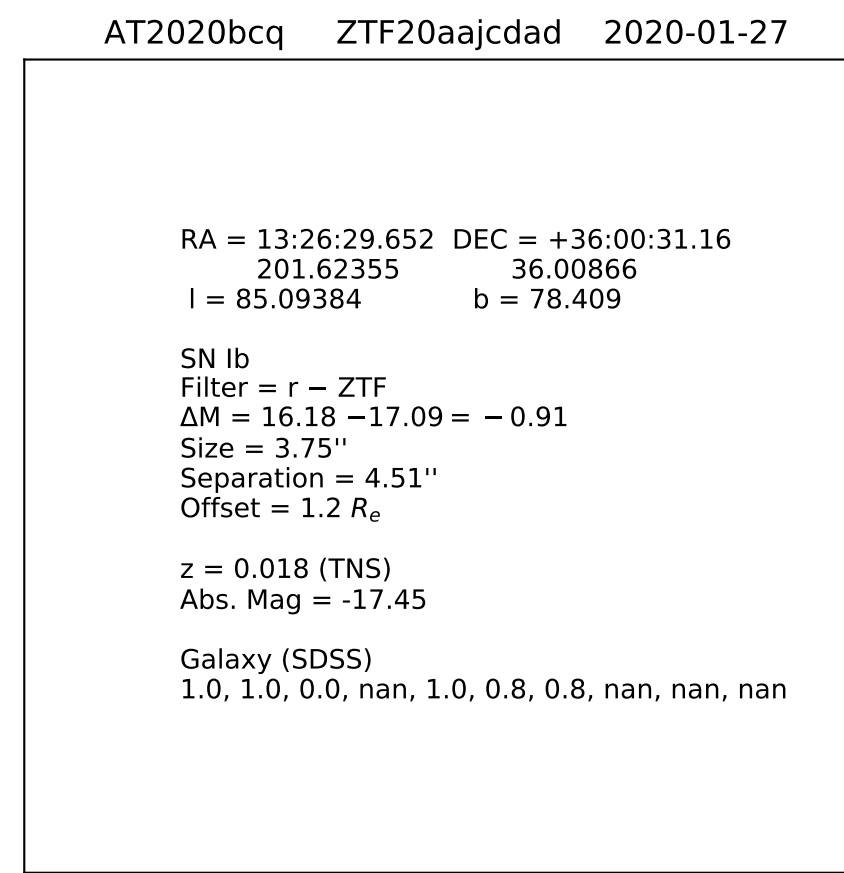 AT2020bcq ZTF20aajcdad 2020-01-27
RA = 13:26:29.652 DEC = +36:00:31.16
201.62355 36.00866
l = 85.09384 b = 78.409
SN Ib
Filter = r − ZTF
ΔM = 16.18 −17.09 = − 0.91
Size = 3.75''
Separation = 4.51''
Offset = 1.2 Re
z = 0.018 (TNS)
Abs. Mag = -17.45
Galaxy (SDSS)
1.0, 1.0, 0.0, nan, 1.0, 0.8, 0.8, nan, nan, nan